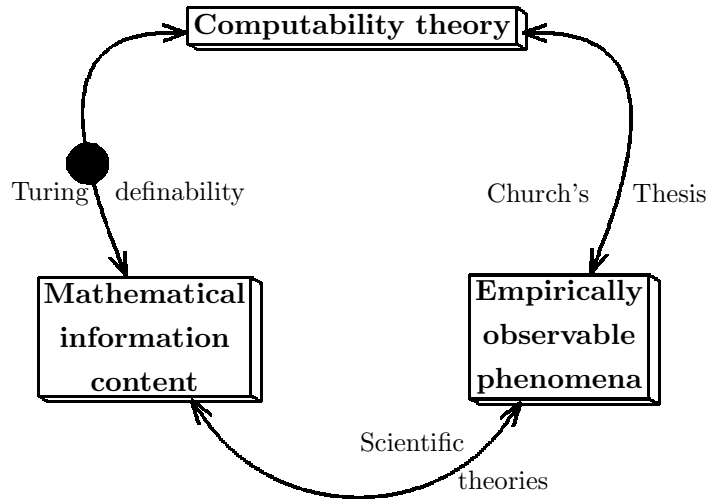 Computability theory
Turing definability
Church's Thesis
Mathematical
information
content
Empirically
observable
phenomena
Scientific
theories